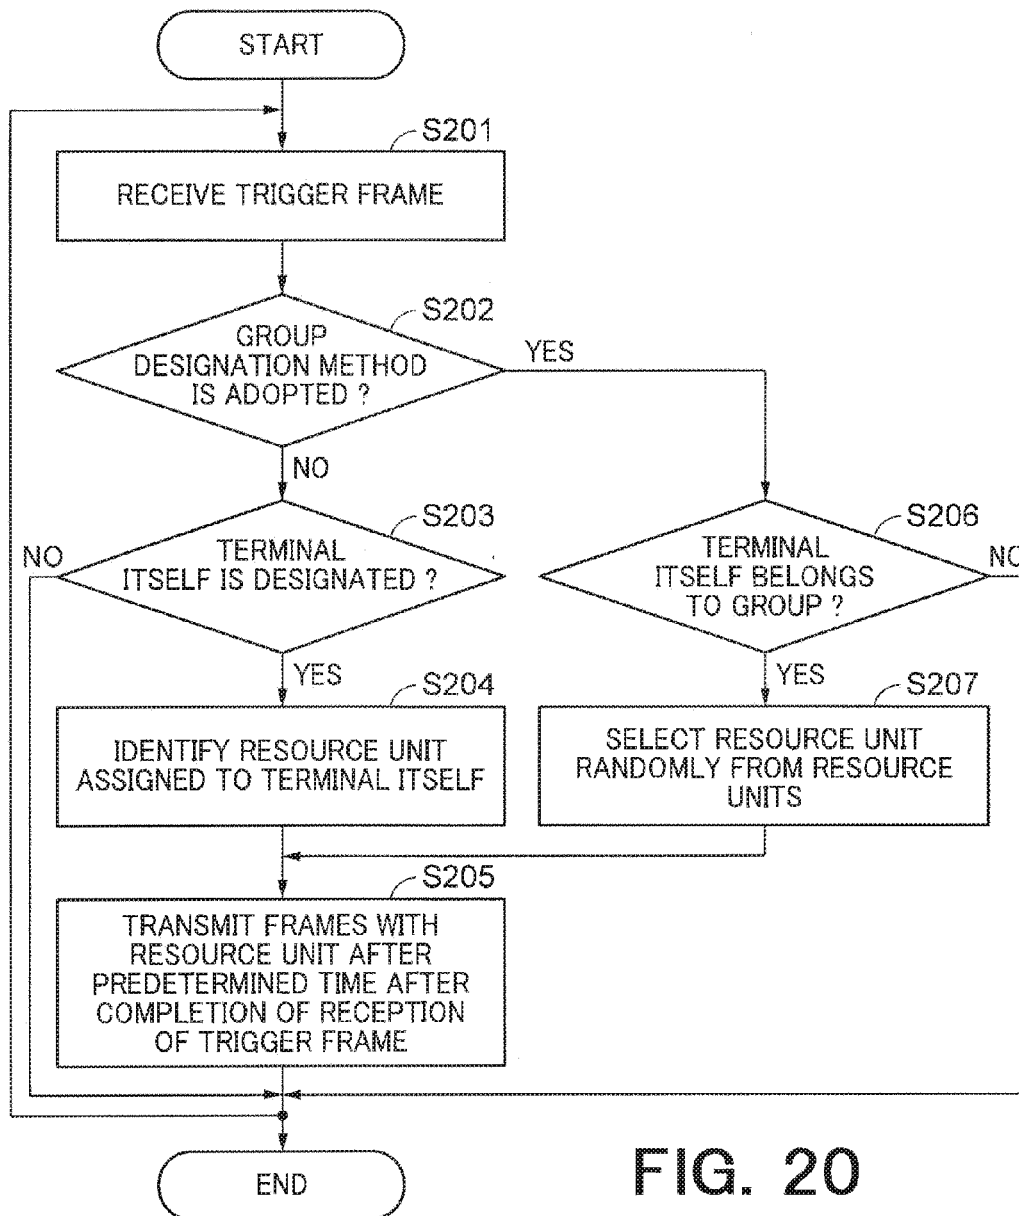 START
S201
RECEIVE TRIGGER FRAME
S202
GROUP
DESIGNATION METHOD
IS ADOPTED ?
YES
NO
S203
TERMINAL
ITSELF IS DESIGNATED ?
NO
YES
S206
TERMINAL
ITSELF BELONGS
TO GROUP ?
NO
YES
S204
IDENTIFY RESOURCE UNIT
ASSIGNED TO TERMINAL ITSELF
S207
SELECT RESOURCE UNIT
RANDOMLY FROM RESOURCE
UNITS
S205
TRANSMIT FRAMES WITH
RESOURCE UNIT AFTER
PREDETERMINED TIME AFTER
COMPLETION OF RECEPTION
OF TRIGGER FRAME
END
FIG. 20